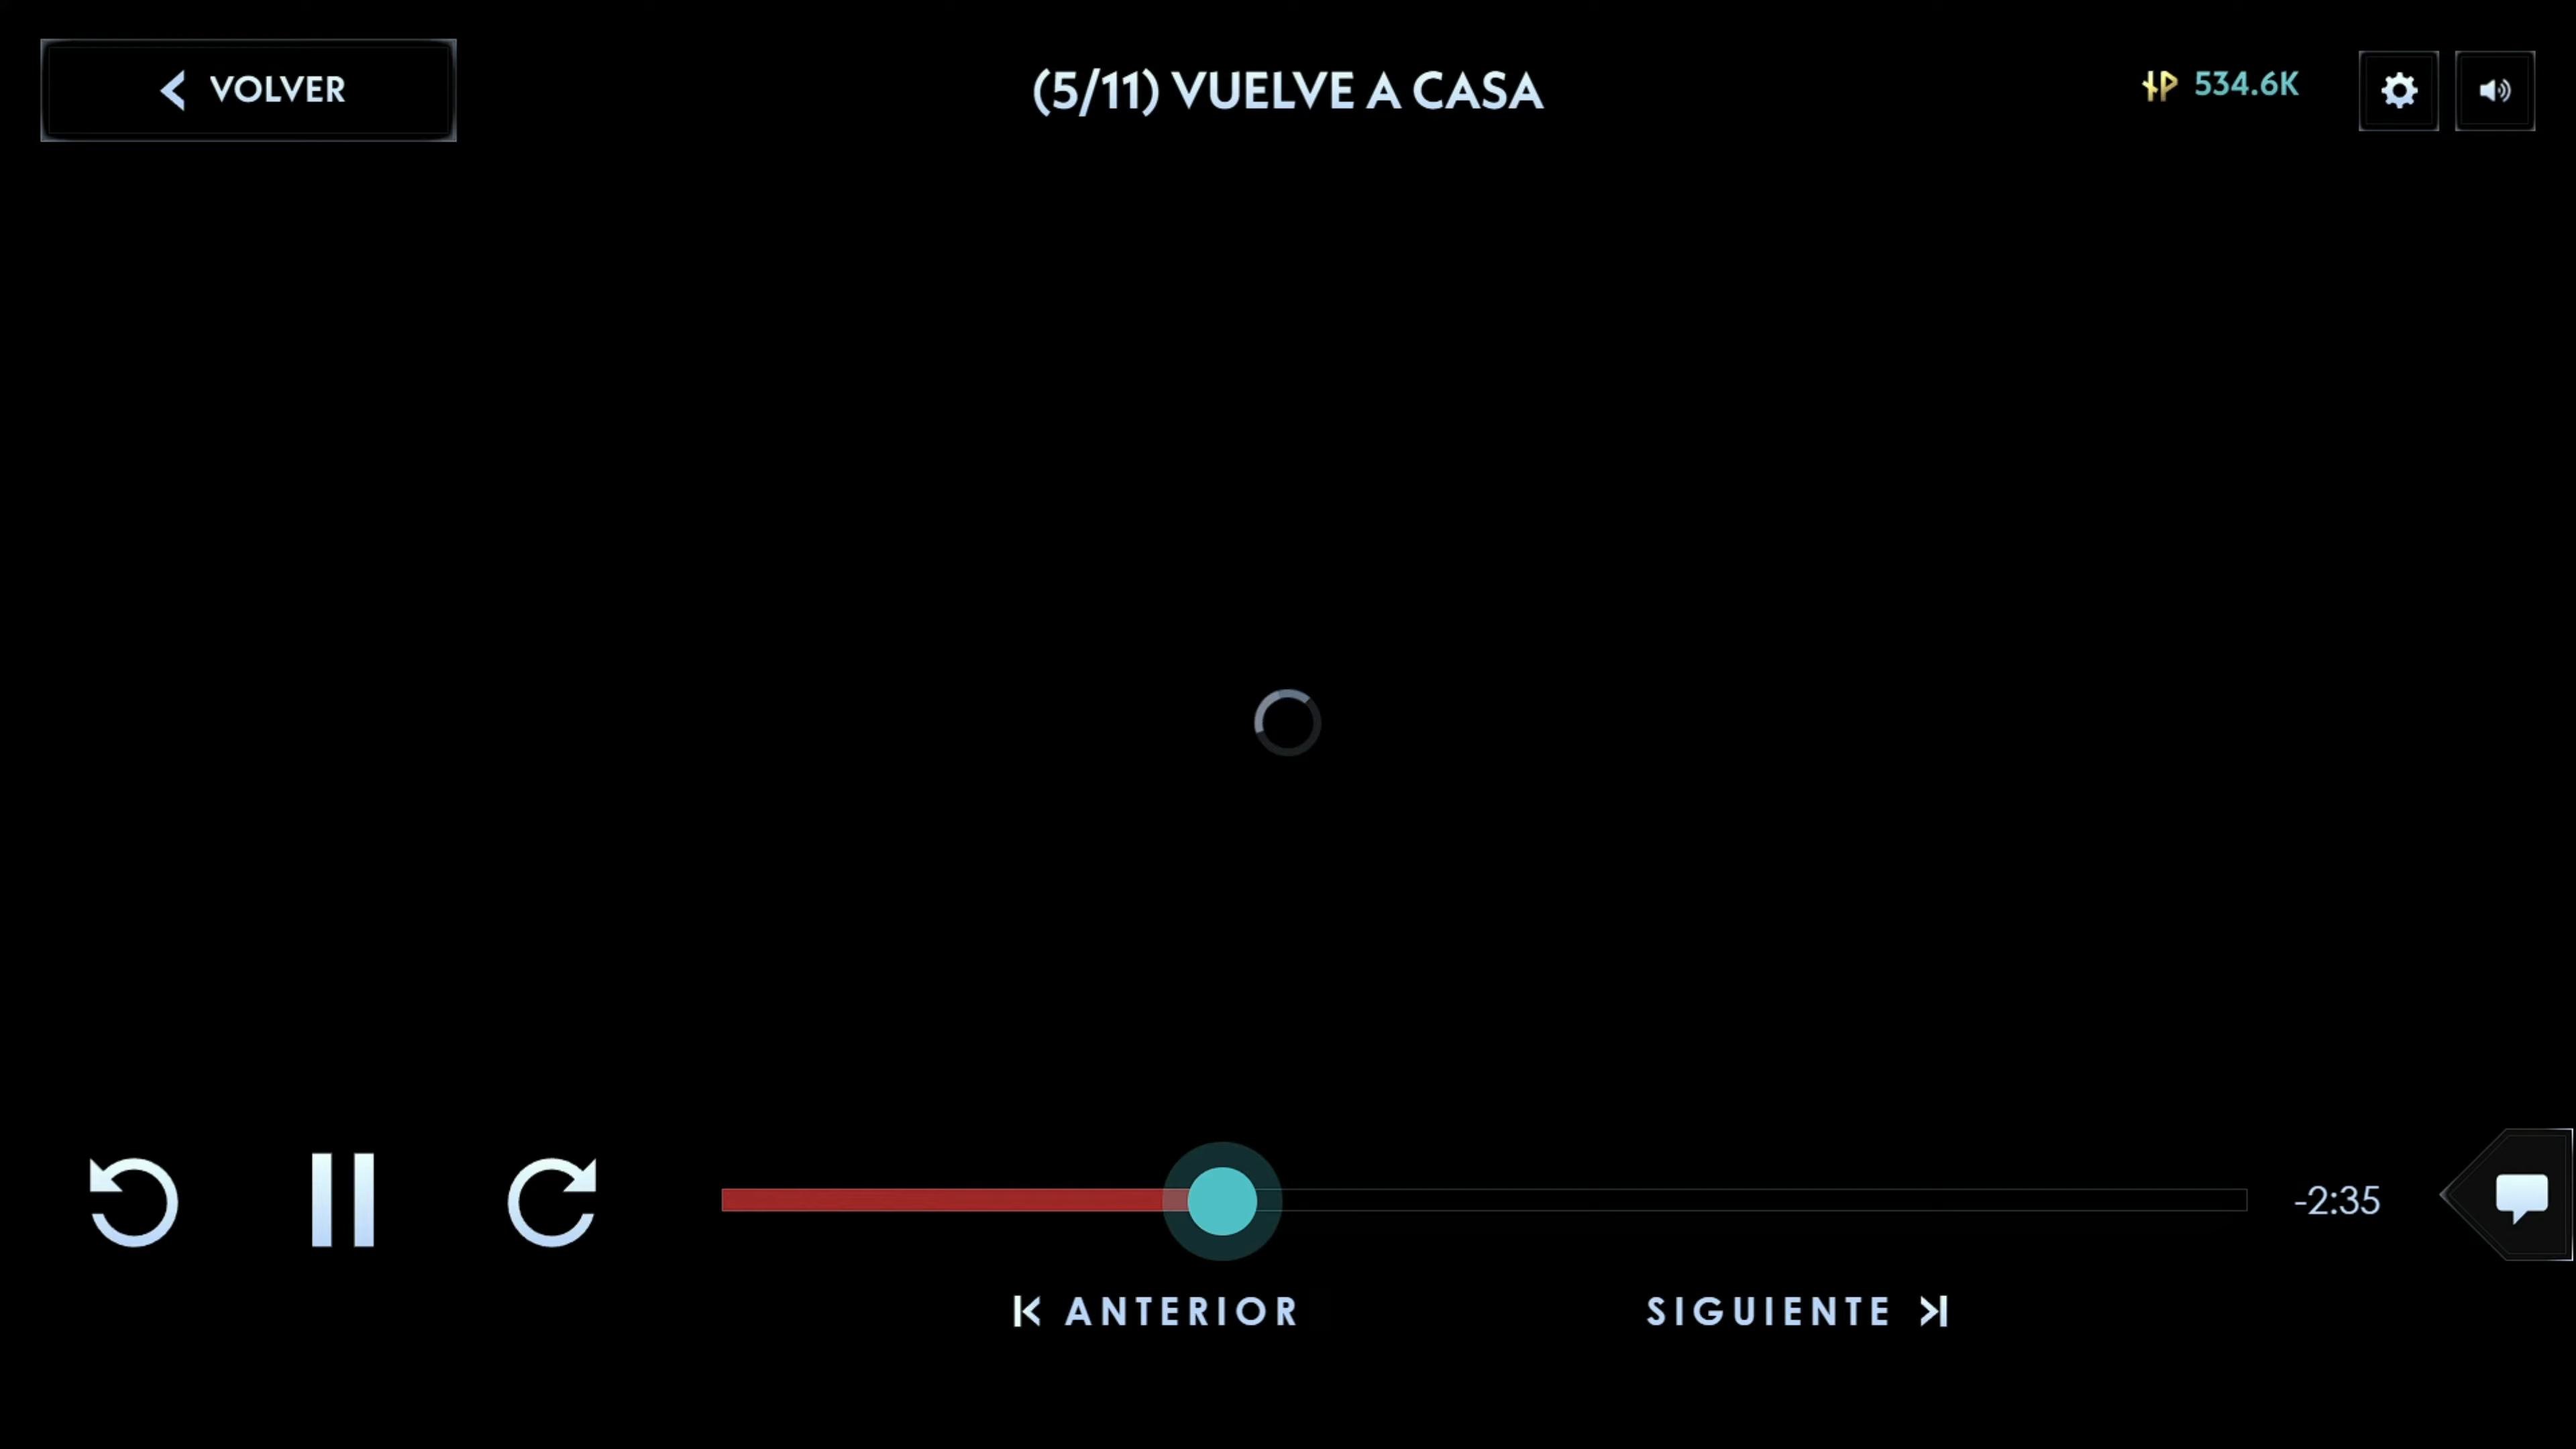 VOLVER
(5/11) VUELVE A CASA
534.6K
-2:35
ANTERIOR
SIGUIENTE